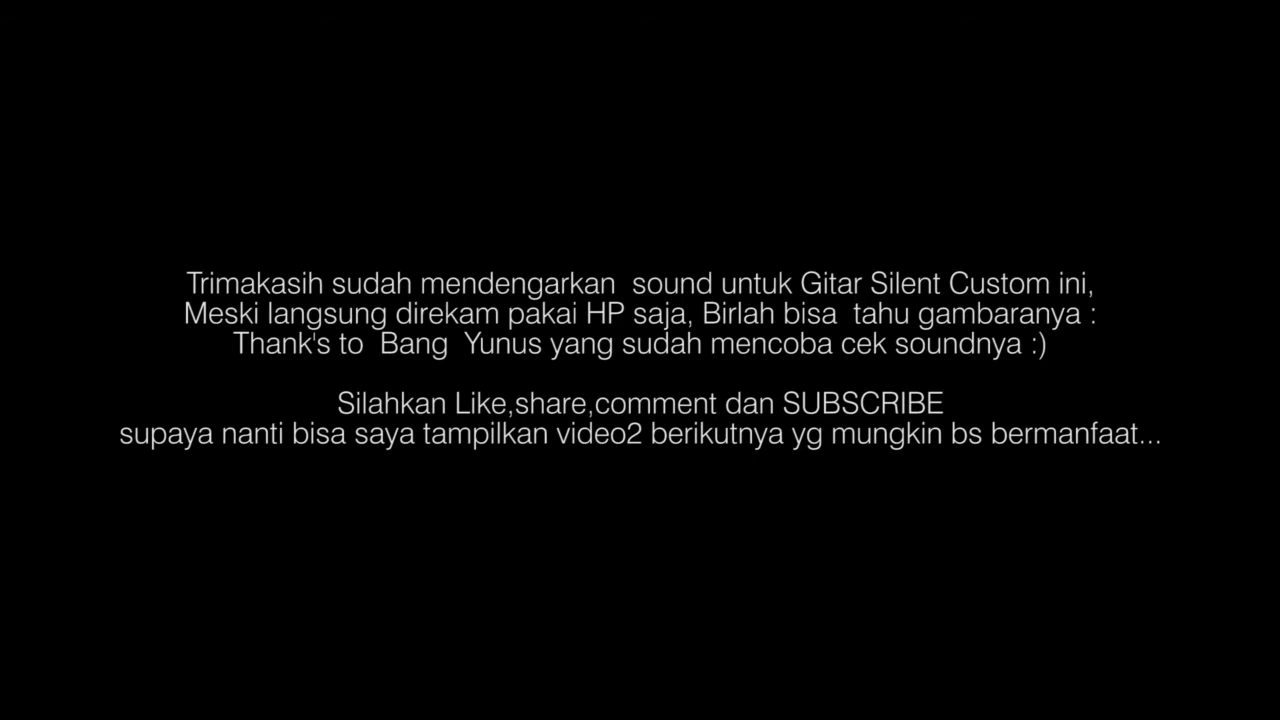 Trimakasih sudah mendengarkan  sound untuk Gitar Silent Custom ini,
Meski langsung direkam pakai HP saja, Birlah bisa  tahu gambaranya :
Thank's to  Bang  Yunus yang sudah mencoba cek soundnya :)
Silahkan Like,share,comment dan SUBSCRIBE
supaya nanti bisa saya tampilkan video2 berikutnya yg mungkin bs bermanfaat...